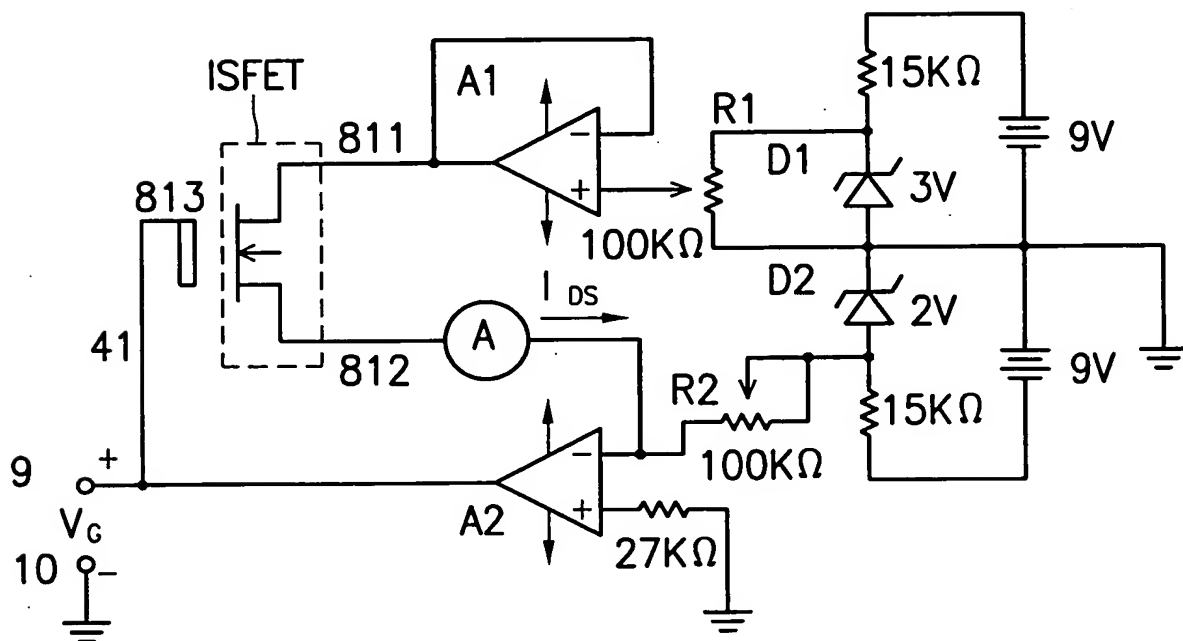 ISFET
A1
15KΩ
811
R1
9V
D1
813
−
+
3V
100KΩ
D2
I DS
2V
A
41
812
R2
15KΩ
9V
100KΩ
9
+
VG
−
+
A2
27KΩ
10
−